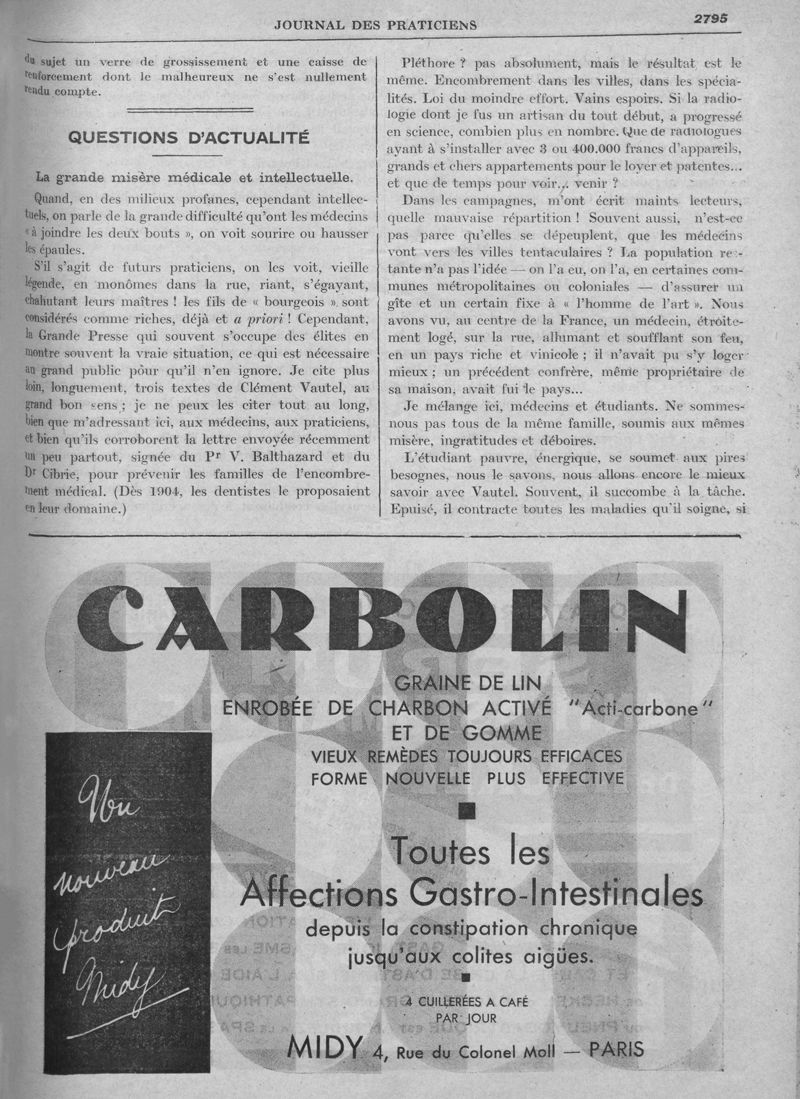 JOURNAL DES PRATICIENS
2795
du sujet un verre de grossissement et une caisse de
renforcement dont le malheureux ne s'est nullement
rendu compte.
QUESTIONS D'ACTUALITÉ
La grande misère médicale et intellectuelle.
Quand, en des milieux profanes, cependant intellec-
tuels, on parle de la grande difficulté qu'ont les médecins
« à joindre les deux bouts », on voit sourire ou hausser
les épaules.
S'il s'agit de futurs praticiens, on les voit, vieille
légende, en monômes dans la rue, riant, s'égayant,
chahutant leurs maîtres ! les fils de « bourgeois » sont
considérés comme riches, déjà et a priori ! Cependant,
la Grande Presse qui souvent s'occupe des élites en
montre souvent la vraie situation, ce qui est nécessaire
au grand public pour qu'il n'en ignore. Je cite plus
loin, longuement, trois textes de Clément Vautel, au
grand bon sens ; je ne peux les citer tout au long,
bien que m'adressant ici, aux médecins, aux praticiens,
et bien qu'ils corroborent la lettre envoyée récemment
un peu partout, signée du Pr V. Balthazard et du
Dr Cibrie, pour prévenir les familles de l'encombre-
ment médical. (Dès 1904, les dentistes le proposaient
en leur domaine.)
Pléthore ? pas absolument, mais le résultat est le
même. Encombrement dans les villes, dans les spécia-
lités. Loi du moindre effort. Vains espoirs. Si la radio-
logie dont je fus un artisan du tout début, a progressé
en science, combien plus en nombre. Que de radiologues
ayant à s'installer avec 3 ou 400.000 francs d'appareils,
grands et chers appartements pour le loyer et patentes...
et que de temps pour voir... venir ?
Dans les campagnes, m'ont écrit maints lecteurs,
quelle mauvaise répartition ! Souvent aussi, n'est-ce
pas parce qu'elles se dépeuplent, que les médecins
vont vers les villes tentaculaires ? La population res-
tante n'a pas l'idée — on l'a eu, on l'a, en certaines com-
munes métropolitaines ou coloniales — d'assurer un
gîte et un certain fixe à « l'homme de l'art ». Nous
avons vu, au centre de la France, un médecin, étroite-
ment logé, sur la rue, allumant et soufflant son feu,
en un pays riche et vinicole ; il n'avait pu s'y loger
mieux ; un précédent confrère, même propriétaire de
sa maison, avait fui le pays...
Je mélange ici, médecins et étudiants. Ne sommes-
nous pas tous de la même famille, soumis aux mêmes
misère, ingratitudes et déboires.
L'étudiant pauvre, énergique, se soumet aux pires
besognes, nous le savons, nous allons encore le mieux
savoir avec Vautel. Souvent, il succombe à la tâche.
Epuisé, il contracte toutes les maladies qu'il soigne, si
CARBOLIN
GRAINE DE LIN
ENROBÉE DE CHARBON ACTIVÉ "Acti-carbone"
ET DE GOMME
VIEUX REMÈDES TOUJOURS EFFICACES
FORME NOUVELLE PLUS EFFECTIVE
Un
nouveau
produit
Midy
Toutes les
Affections Gastro-Intestinales
depuis la constipation chronique
jusqu'aux colites aigües.
4 CUILLERÉES A CAFÉ
PAR JOUR
MIDY 4, Rue du Colonel Moll — PARIS